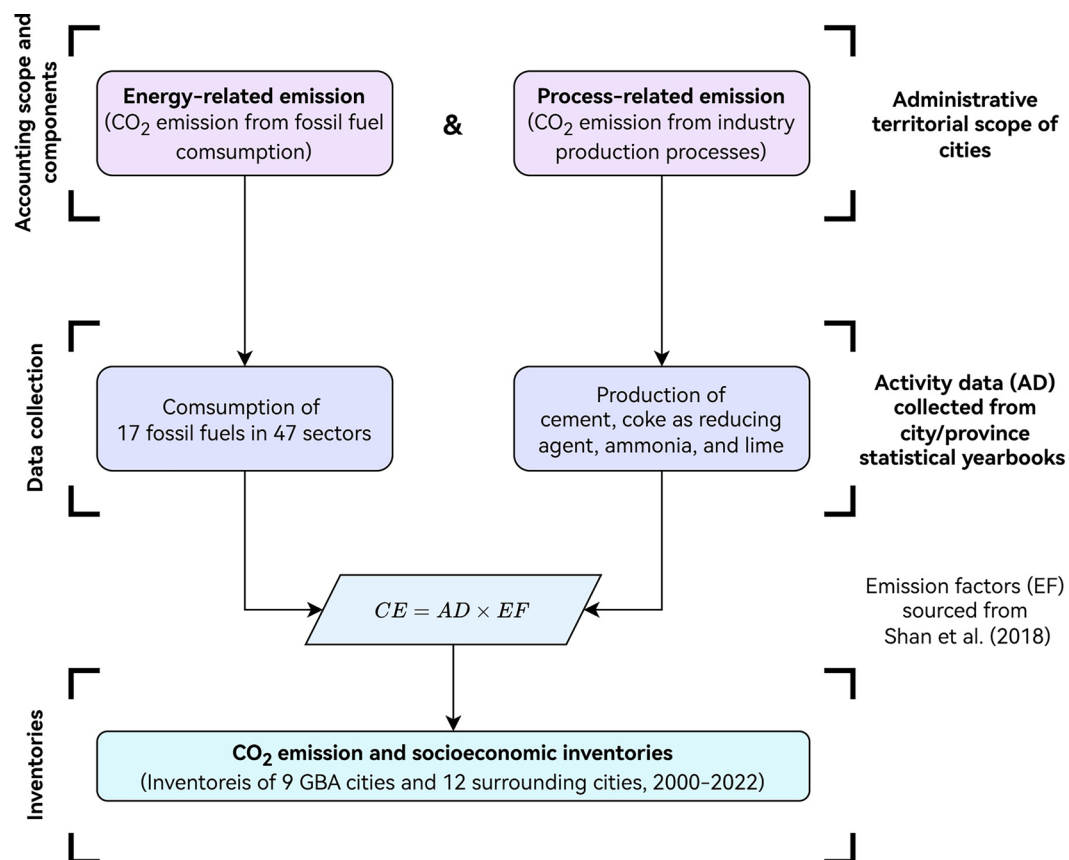 Accounting scope and
components
Energy-related emission
(CO2 emission from fossil fuel
comsumption)
&
Process-related emission
(CO2 emission from industry
production processes)
Administrative
territorial scope of
cities
Data collection
Comsumption of
17 fossil fuels in 47 sectors
Production of
cement, coke as reducing
agent, ammonia, and lime
Activity data (AD)
collected from
city/province
statistical yearbooks
CE = AD × EF
Emission factors (EF)
sourced from
Shan et al. (2018)
Inventories
CO2 emission and socioeconomic inventories
(Inventoreis of 9 GBA cities and 12 surrounding cities, 2000-2022)